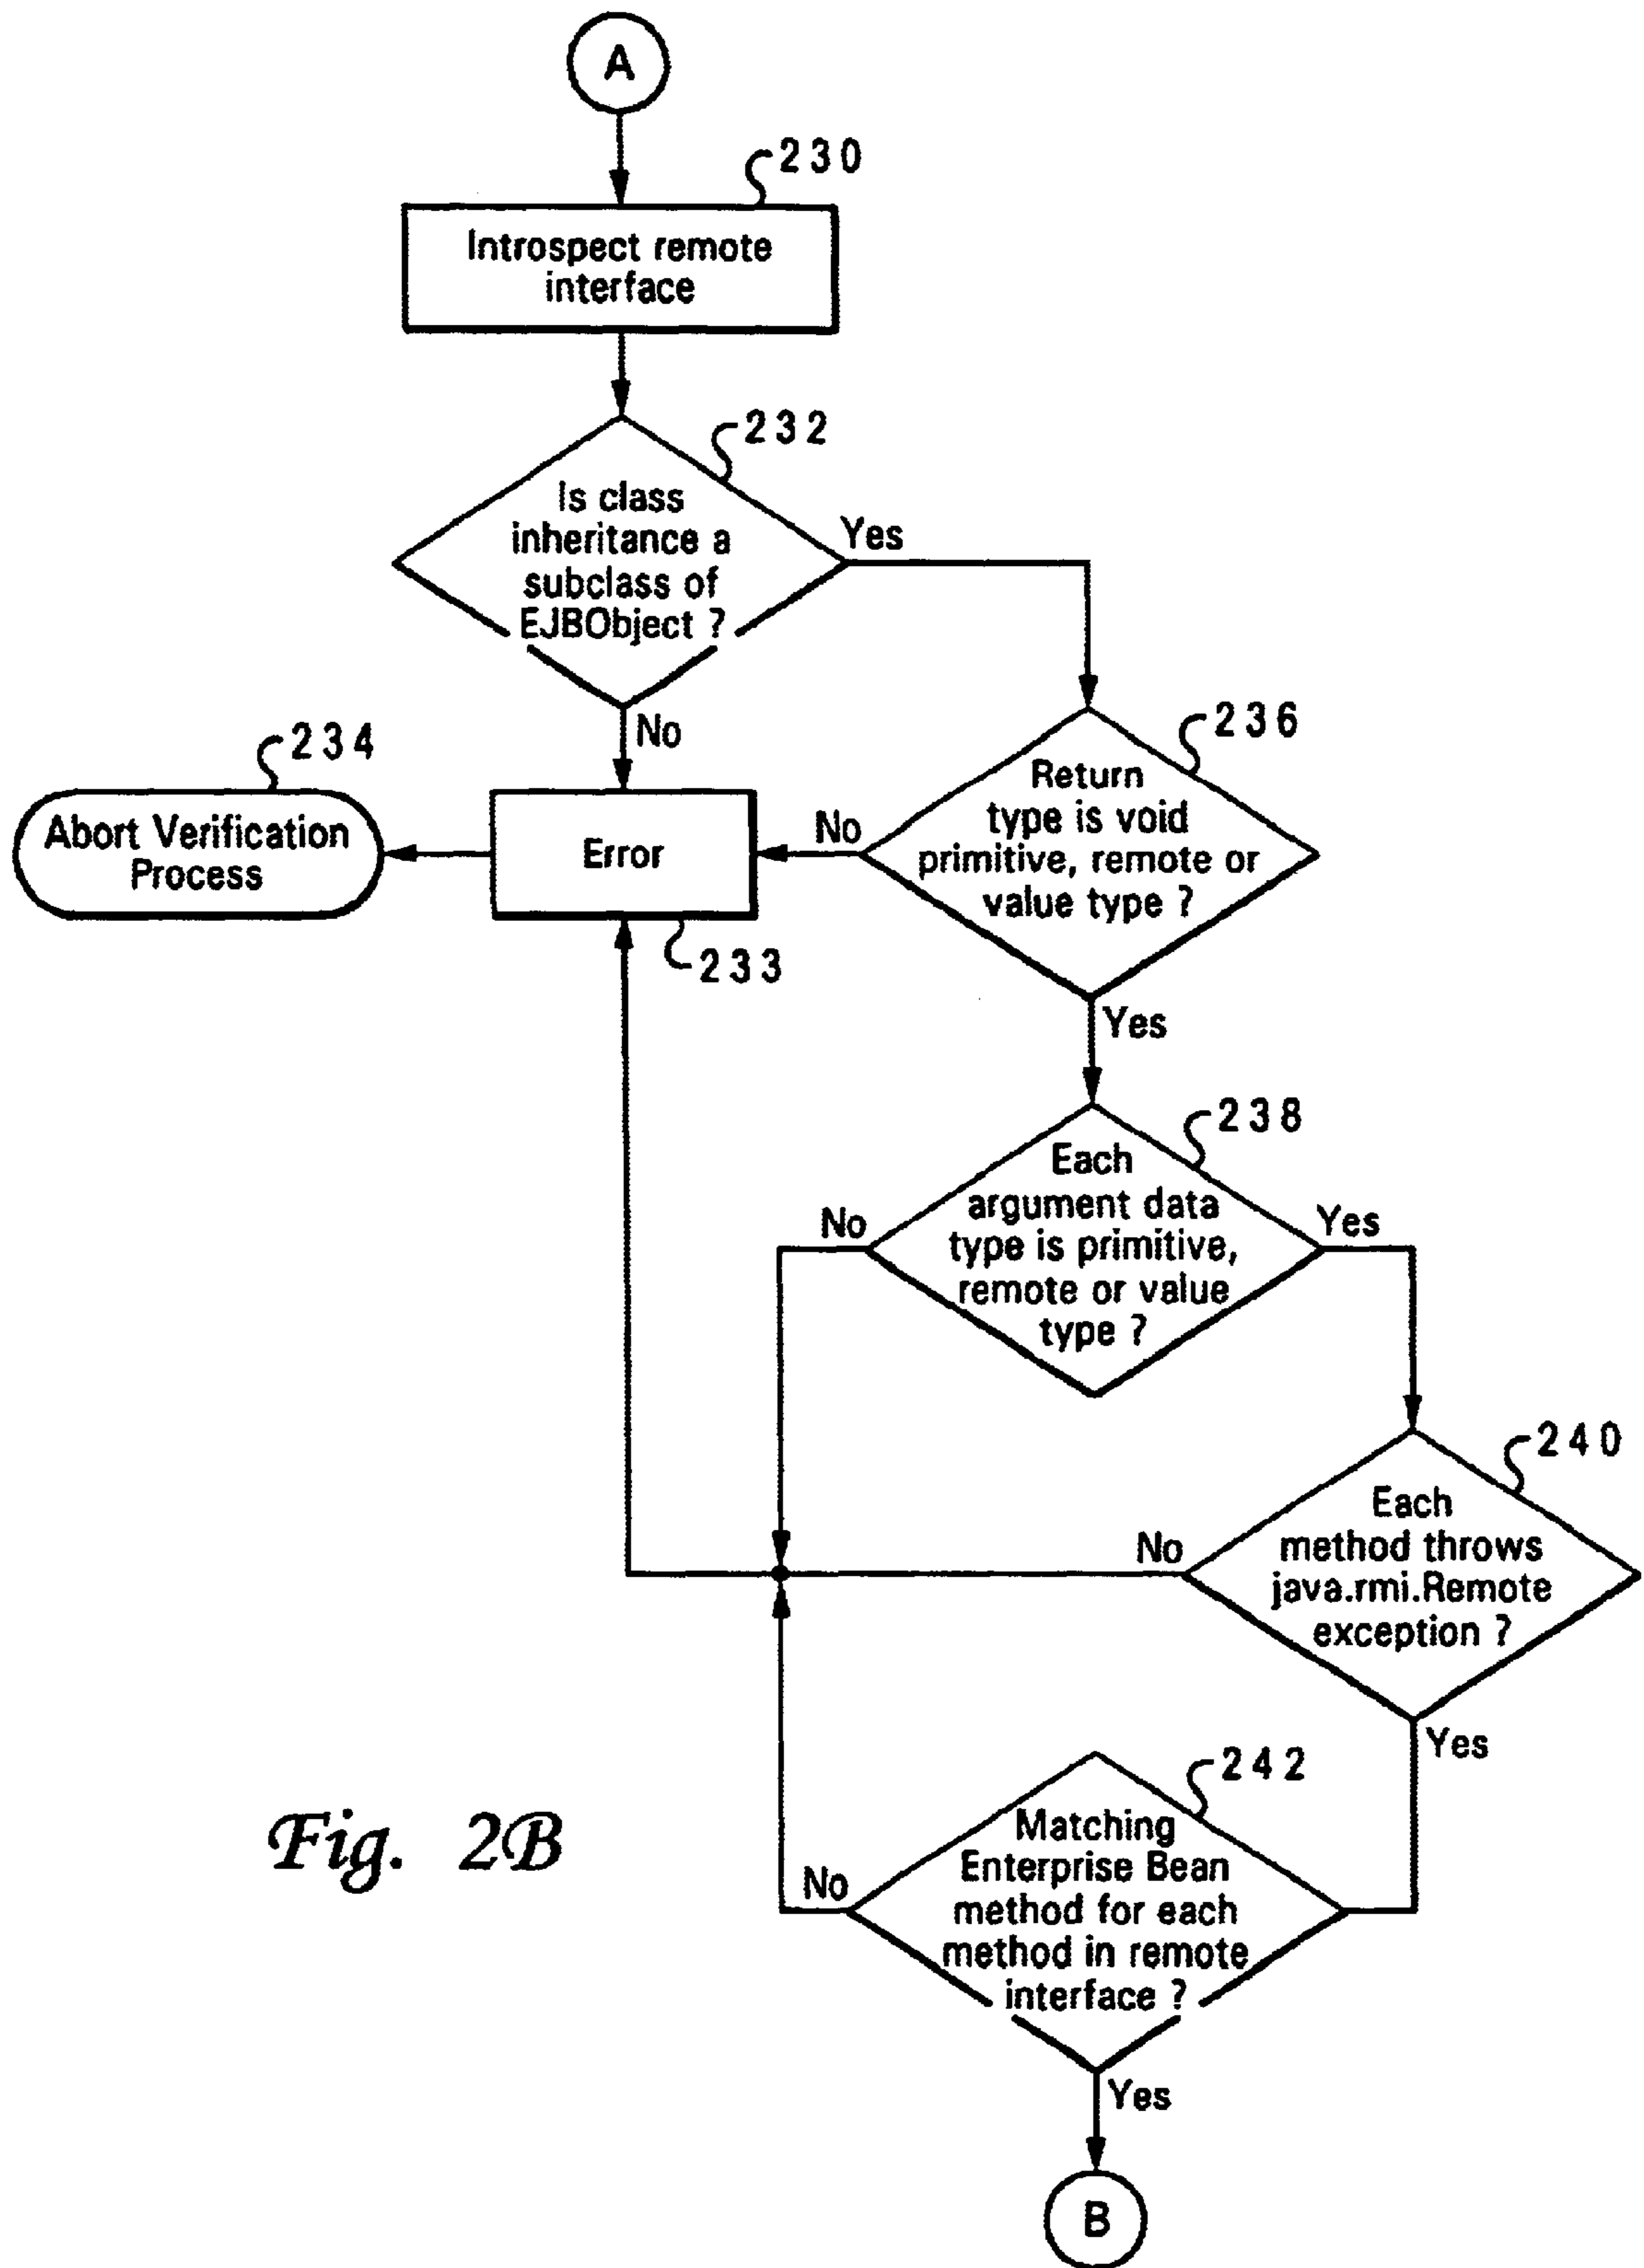 A
230
Introspect remote
interface
232
Is class
inheritance a
subclass of
EJBObject ?
Yes
No
234
Abort Verification
Process
Error
233
No
236
Return
type is void
primitive, remote or
value type ?
Yes
238
Each
argument data
type is primitive,
remote or value
type ?
No
Yes
240
Each
method throws
java.rmi.Remote
exception ?
No
Yes
242
Matching
Enterprise Bean
method for each
method in remote
interface ?
No
Yes
B
Fig. 2B